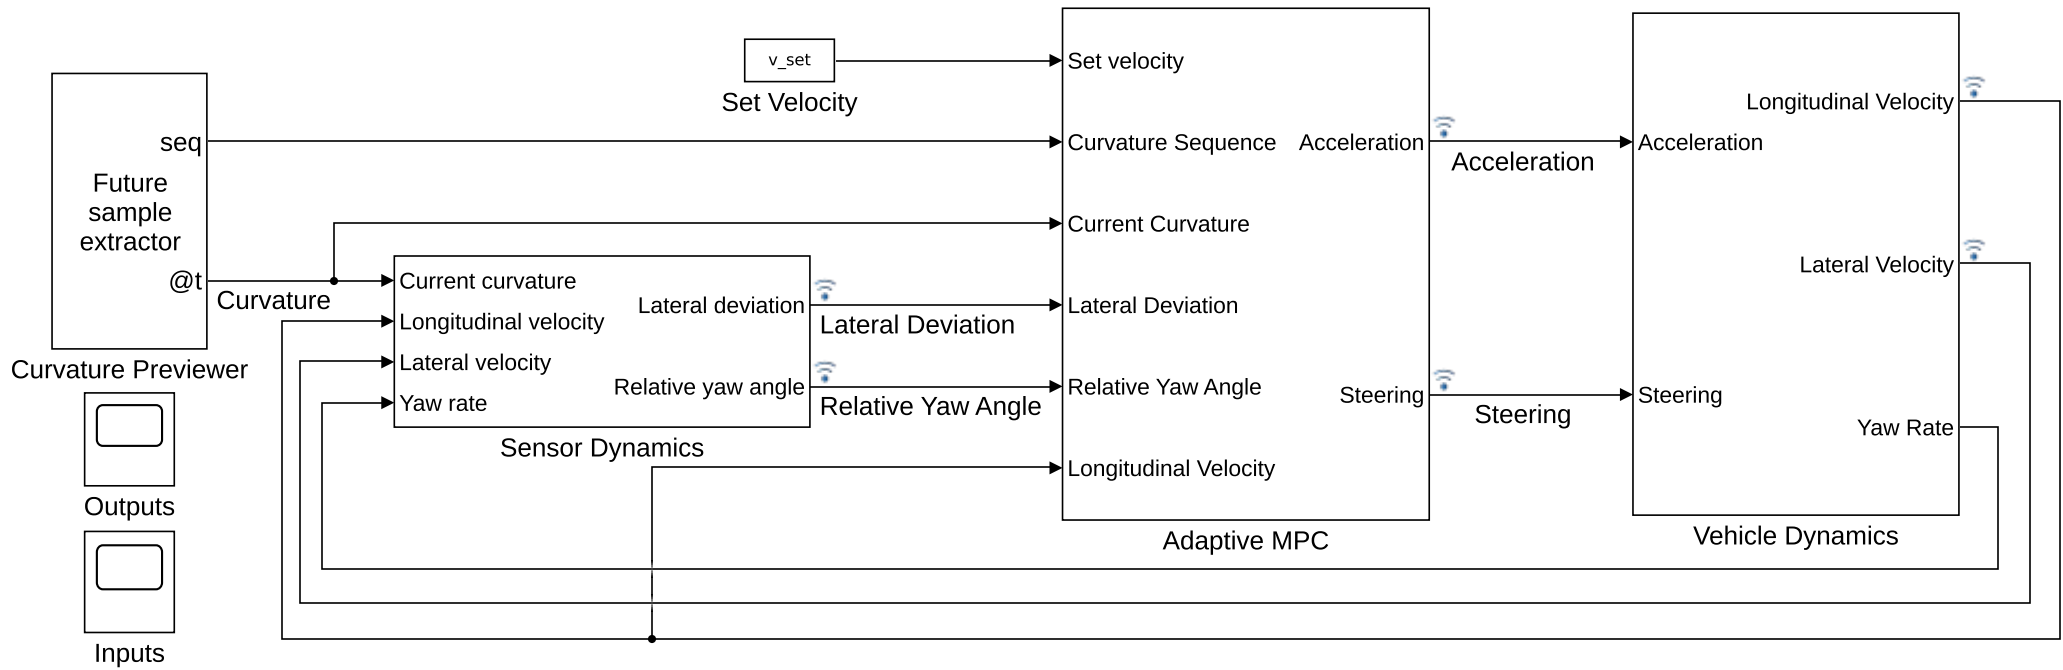 seq
Future
sample
extractor
@t
Curvature Previewer
Outputs
Inputs
Curvature
v_set
Set Velocity
Current curvature
Longitudinal velocity
Lateral velocity
Yaw rate
Lateral deviation
Relative yaw angle
Sensor Dynamics
Lateral Deviation
Relative Yaw Angle
Set velocity
Curvature Sequence
Current Curvature
Lateral Deviation
Relative Yaw Angle
Longitudinal Velocity
Acceleration
Steering
Adaptive MPC
Acceleration
Steering
Acceleration
Steering
Longitudinal Velocity
Lateral Velocity
Yaw Rate
Vehicle Dynamics